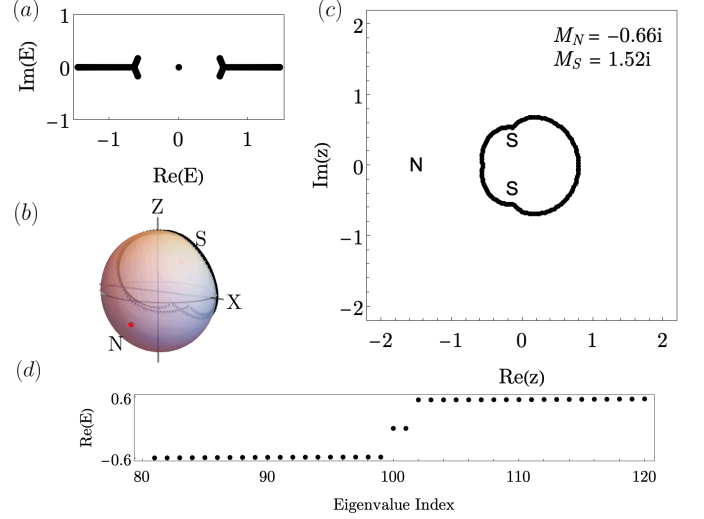 (a)
1
0
−1
Im(E)
−1 0 1
Re(E)
(b)
Z
S
X
N
(c)
2
1
0
−1
−2
Im(z)
M_N = −0.66i
M_S = 1.52i
S
N
S
−2 −1 0 1 2
Re(z)
(d)
0.6
−0.6
Re(E)
80 90 100 110 120
Eigenvalue Index